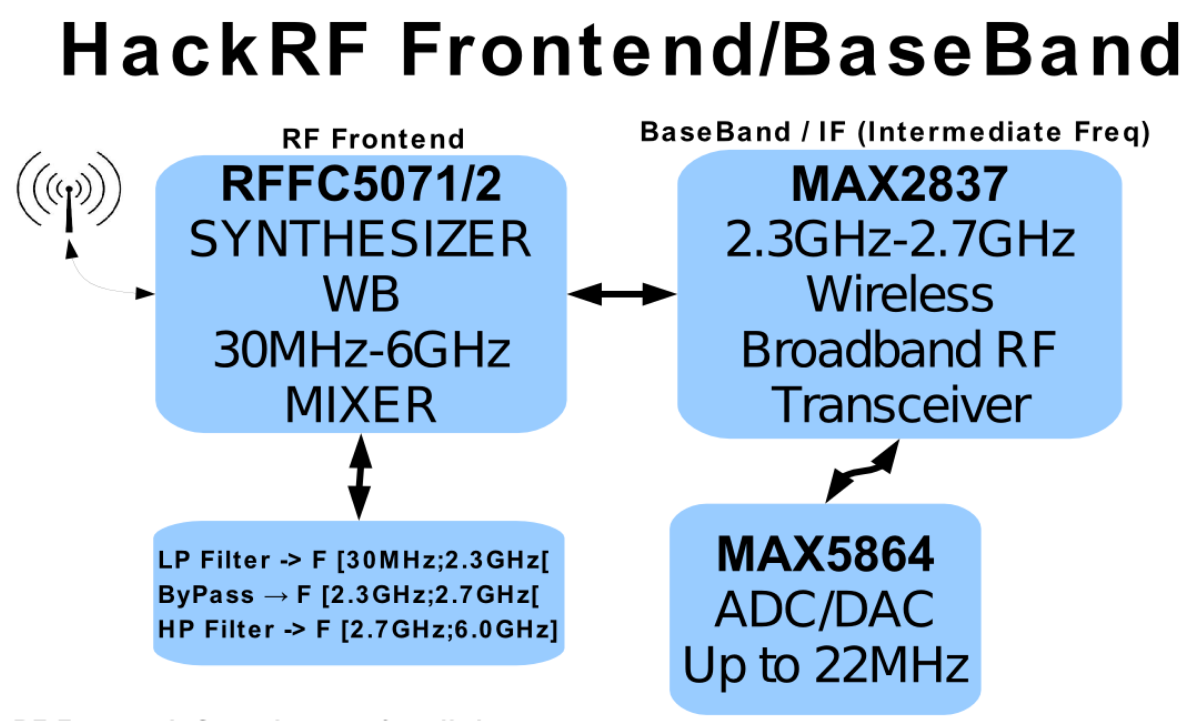 HackRF Frontend/BaseBand
RF Frontend
RFFC5071/2
SYNTHESIZER
WB
30MHz-6GHz
MIXER
BaseBand / IF (Intermediate Freq)
MAX2837
2.3GHz-2.7GHz
Wireless
Broadband RF
Transceiver
LP Filter -> F [30MHz;2.3GHz[
ByPass → F [2.3GHz;2.7GHz[
HP Filter -> F [2.7GHz;6.0GHz]
MAX5864
ADC/DAC
Up to 22MHz